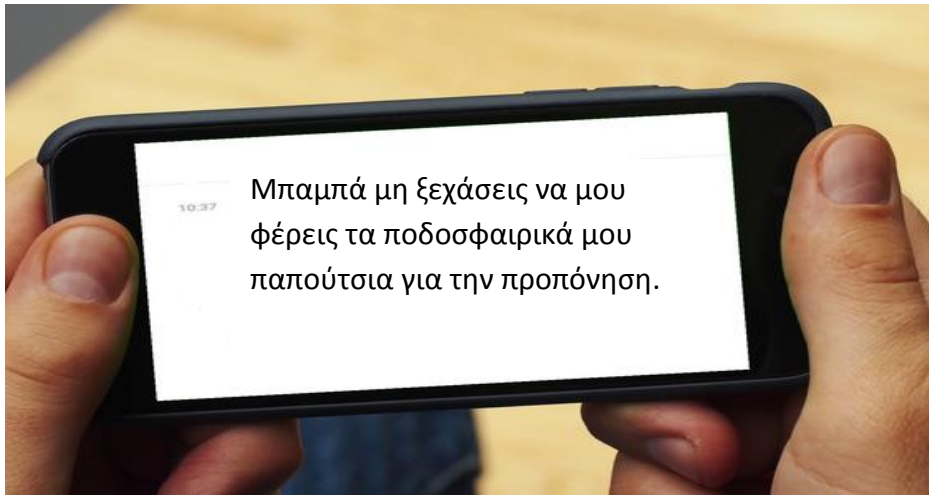 10:37
Μπαμπά μη ξεχάσεις να μου
φέρεις τα ποδοσφαιρικά μου
παπούτσια για την προπόνηση.